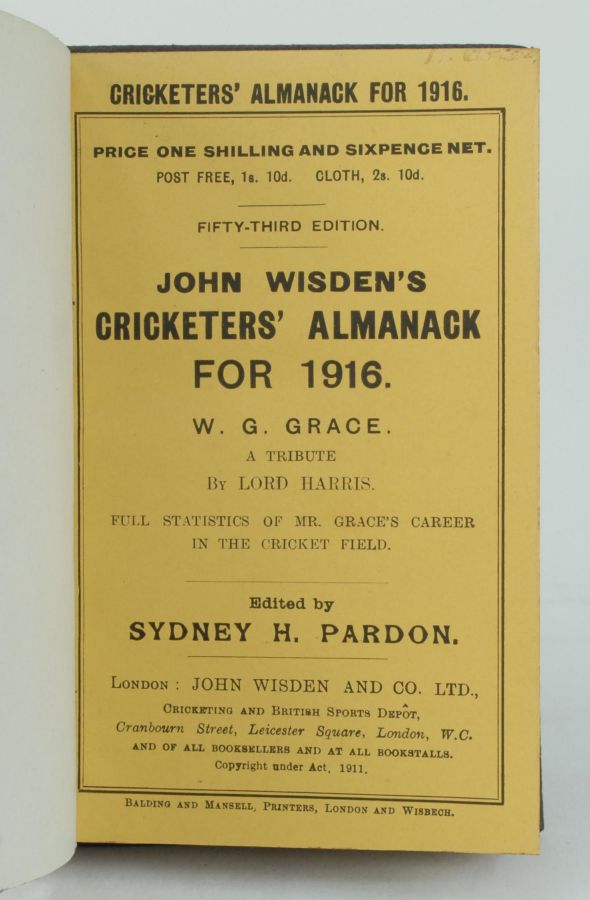 CRICKETERS' ALMANACK FOR 1916.
PRICE ONE SHILLING AND SIXPENCE NET.
POST FREE, 1s. 10d. CLOTH, 2s. 10d.
FIFTY-THIRD EDITION.
JOHN WISDEN'S
CRICKETERS' ALMANACK
FOR 1916.
W. G. GRACE.
A TRIBUTE
By LORD HARRIS.
FULL STATISTICS OF MR. GRACE'S CAREER
IN THE CRICKET FIELD.
Edited by
SYDNEY H. PARDON.
London: JOHN WISDEN AND CO. LTD.,
Cricketing and British Sports Depôt,
Cranbourn Street, Leicester Square, London, W.C.
AND OF ALL BOOKSELLERS AND AT ALL BOOKSTALLS.
Copyright under Act, 1911.
Balding and Mansell, Printers, London and Wisbech.